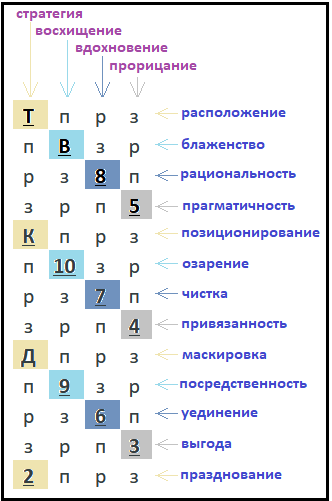 стратегия
восхищение
вдохновение
прорицание
Т п р з расположение
п В з р блаженство
р з 8 п рациональность
з р п 5 прагматичность
К п р з позиционирование
п 10 з р озарение
р з 7 п чистка
з р п 4 привязанность
Д п р з маскировка
п 9 з р посредственность
р з 6 п уединение
з р п 3 выгода
2 п р з празднование